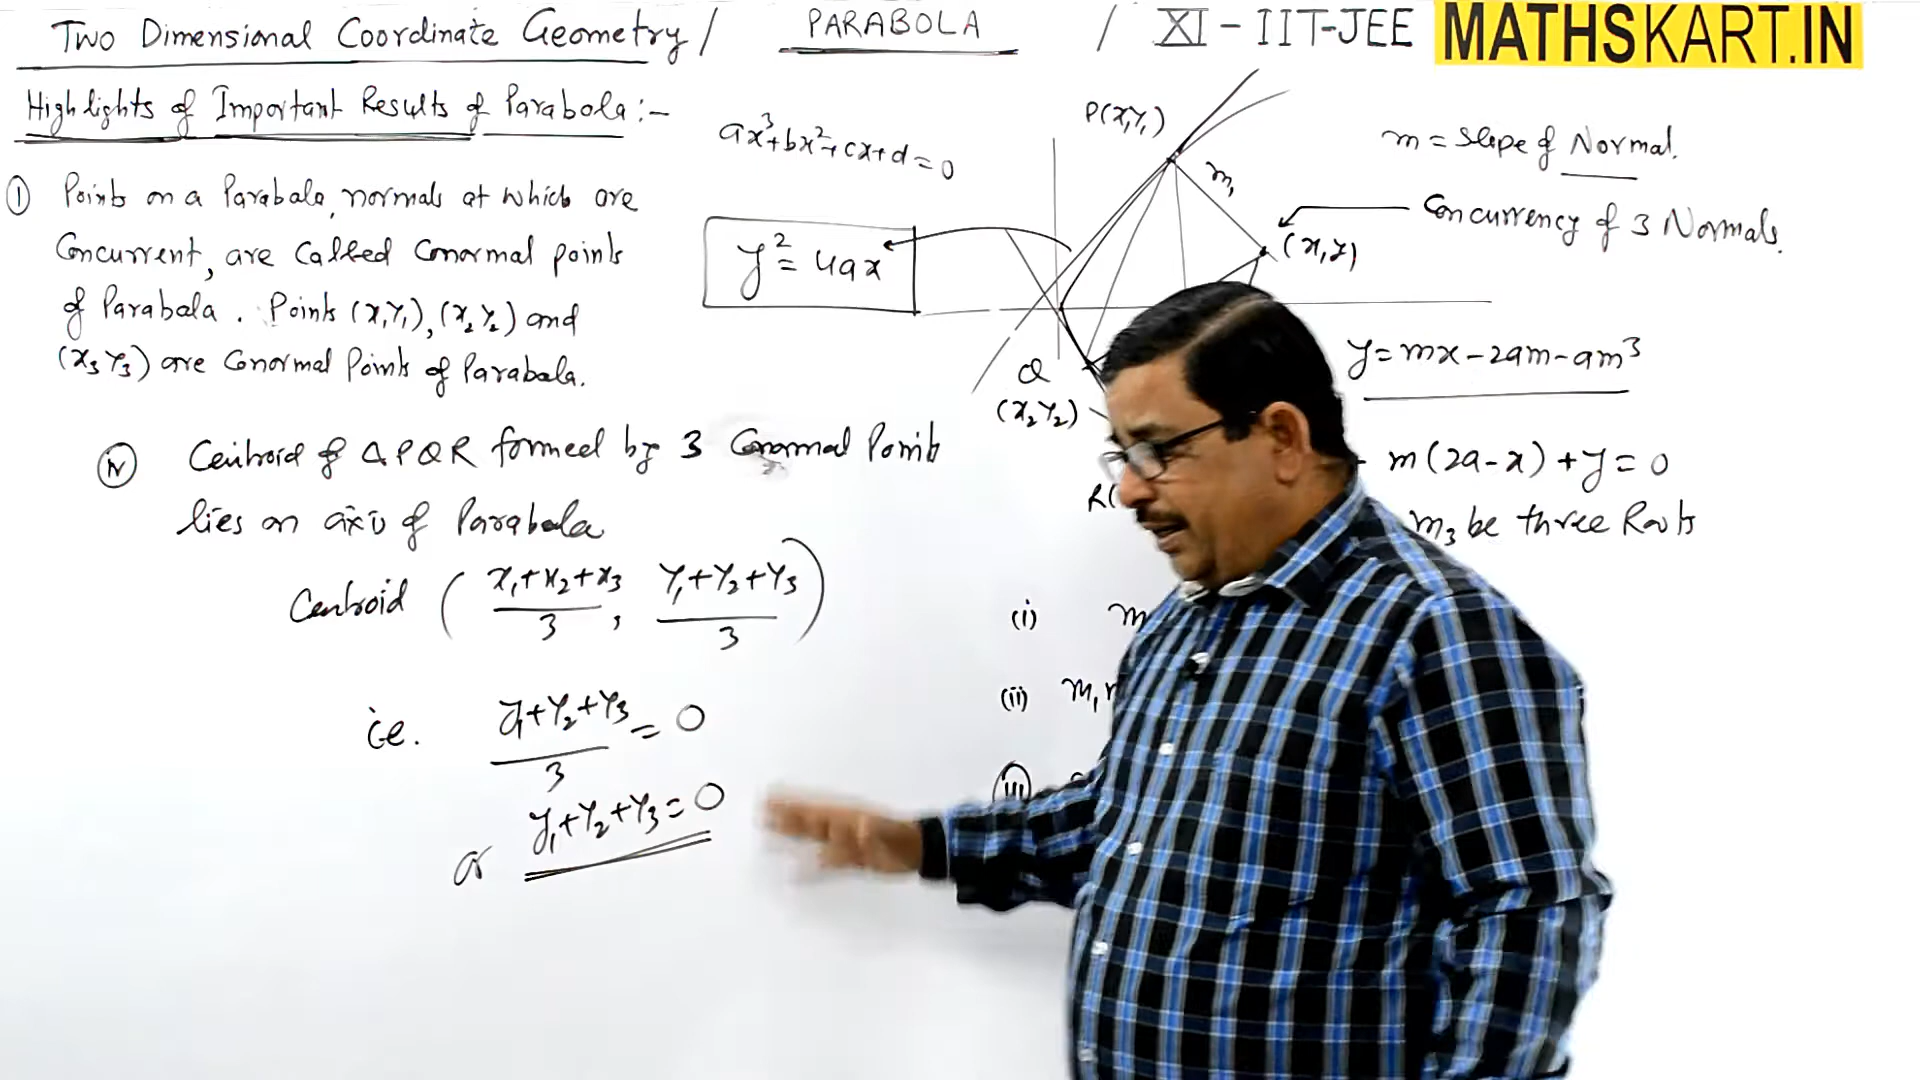 Two Dimensional Coordinate Geometry / PARABOLA / XI - IIT-JEE MATHSKART.IN
Highlights of Important Results of Parabola :-
ax³+bx²+cx+d=0
① Points on a Parabola, normals at which are
Concurrent, are called Conormal points
of Parabola. Points (x₁Y₁), (x₂Y₂) and
(x₃Y₃) are Conormal Points of Parabola.
y²=4ax
P(x₁Y₁)
m₁
(x,y)
Q
(x₂Y₂)
R(
m = Slope of Normal.
Concurrency of 3 Normals.
y=mx-2am-am³
m(2a-x)+y=0
m₃ be three Roots
(i) m
(ii) m₁
(iii)
(iv) Centroid of ΔPQR formed by 3 Conormal Points
lies on axis of Parabola
Centroid ( x₁+x₂+x₃/3 , Y₁+Y₂+Y₃/3 )
i.e. y₁+Y₂+Y₃/3 = 0
or y₁+Y₂+Y₃=0